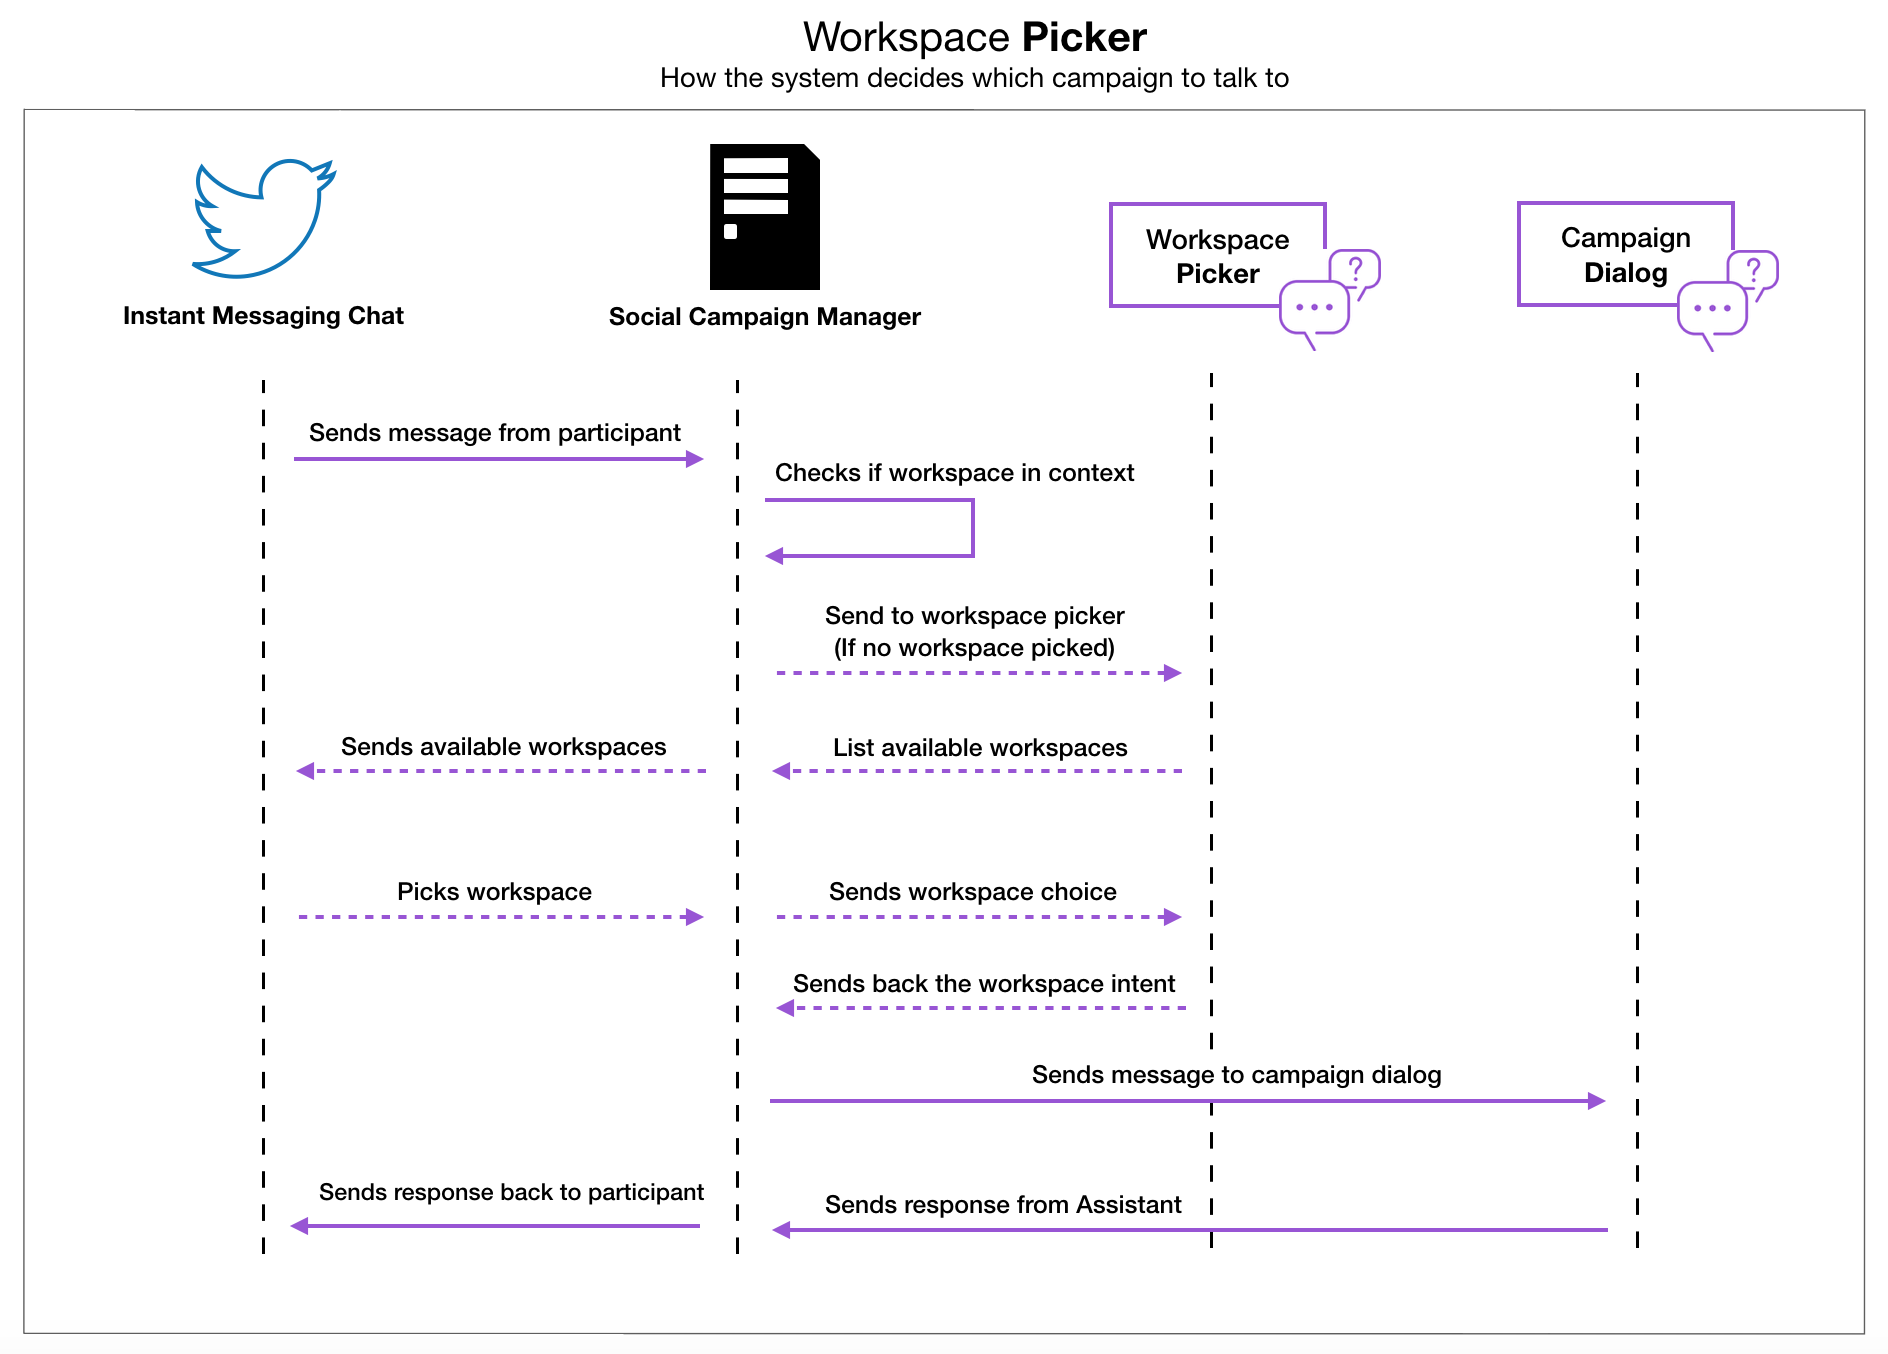 Workspace Picker
How the system decides which campaign to talk to
Instant Messaging Chat
Social Campaign Manager
Workspace
Picker
?
Campaign
Dialog
?
Sends message from participant
Checks if workspace in context
Send to workspace picker
(If no workspace picked)
Sends available workspaces
List available workspaces
Picks workspace
Sends workspace choice
Sends back the workspace intent
Sends message to campaign dialog
Sends response back to participant
Sends response from Assistant